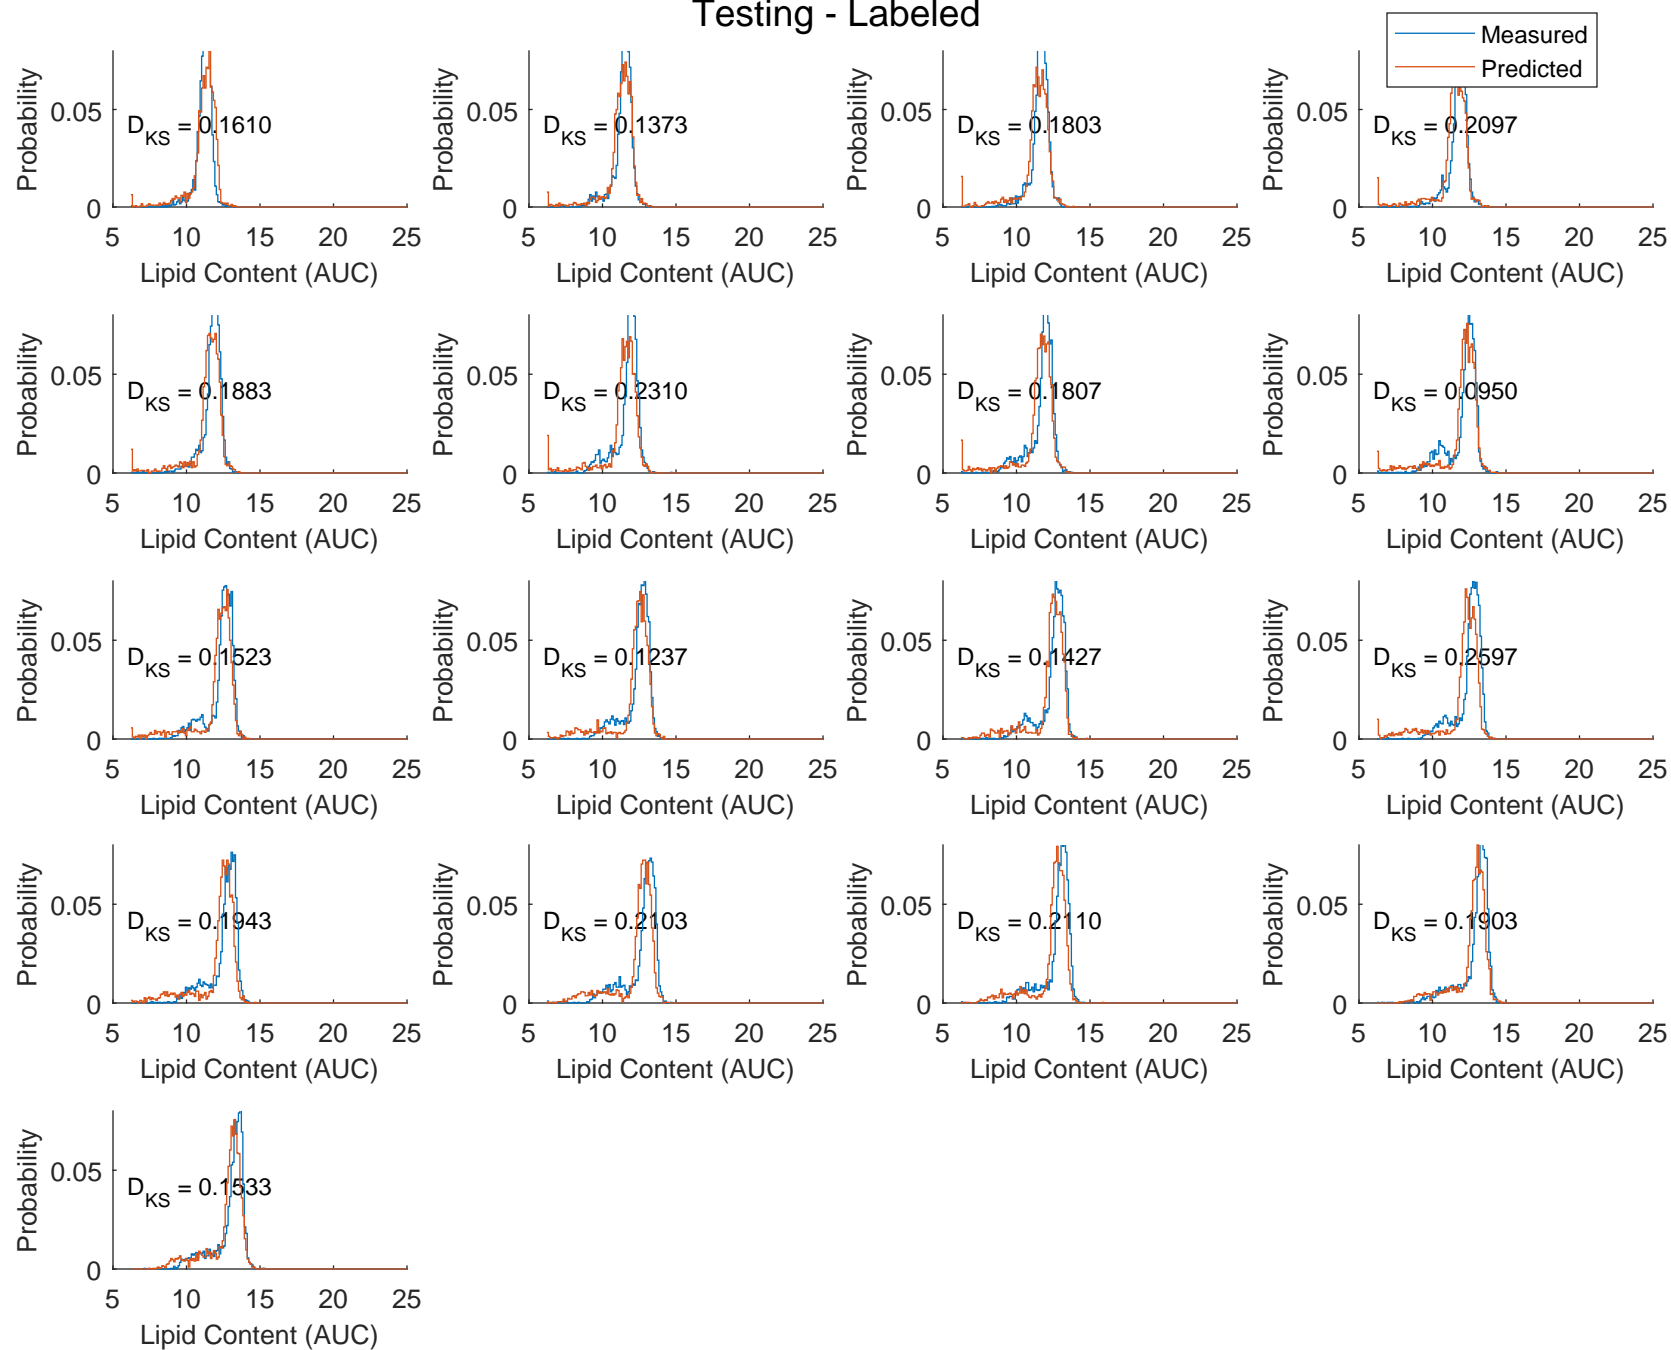 Testing - Labeled
Measured
Predicted
Probability
0.05
0
D_KS = 0.1610
5 10 15 20 25
Lipid Content (AUC)
Probability
0.05
0
D_KS = 0.1373
5 10 15 20 25
Lipid Content (AUC)
Probability
0.05
0
D_KS = 0.1803
5 10 15 20 25
Lipid Content (AUC)
Probability
0.05
0
D_KS = 0.2097
5 10 15 20 25
Lipid Content (AUC)
Probability
0.05
0
D_KS = 0.1883
5 10 15 20 25
Lipid Content (AUC)
Probability
0.05
0
D_KS = 0.2310
5 10 15 20 25
Lipid Content (AUC)
Probability
0.05
0
D_KS = 0.1807
5 10 15 20 25
Lipid Content (AUC)
Probability
0.05
0
D_KS = 0.0950
5 10 15 20 25
Lipid Content (AUC)
Probability
0.05
0
D_KS = 0.1523
5 10 15 20 25
Lipid Content (AUC)
Probability
0.05
0
D_KS = 0.1237
5 10 15 20 25
Lipid Content (AUC)
Probability
0.05
0
D_KS = 0.1427
5 10 15 20 25
Lipid Content (AUC)
Probability
0.05
0
D_KS = 0.2597
5 10 15 20 25
Lipid Content (AUC)
Probability
0.05
0
D_KS = 0.1943
5 10 15 20 25
Lipid Content (AUC)
Probability
0.05
0
D_KS = 0.2103
5 10 15 20 25
Lipid Content (AUC)
Probability
0.05
0
D_KS = 0.2110
5 10 15 20 25
Lipid Content (AUC)
Probability
0.05
0
D_KS = 0.1903
5 10 15 20 25
Lipid Content (AUC)
Probability
0.05
0
D_KS = 0.1533
5 10 15 20 25
Lipid Content (AUC)